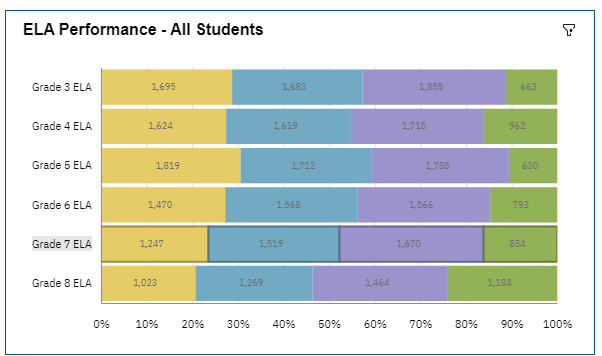 ELA Performance - All Students
Grade 3 ELA 1,695 1,683 1,855 663
Grade 4 ELA 1,624 1,619 1,715 962
Grade 5 ELA 1,819 1,712 1,785 630
Grade 6 ELA 1,470 1,568 1,566 793
Grade 7 ELA 1,247 1,519 1,670 854
Grade 8 ELA 1,023 1,269 1,464 1,184
0% 10% 20% 30% 40% 50% 60% 70% 80% 90% 100%